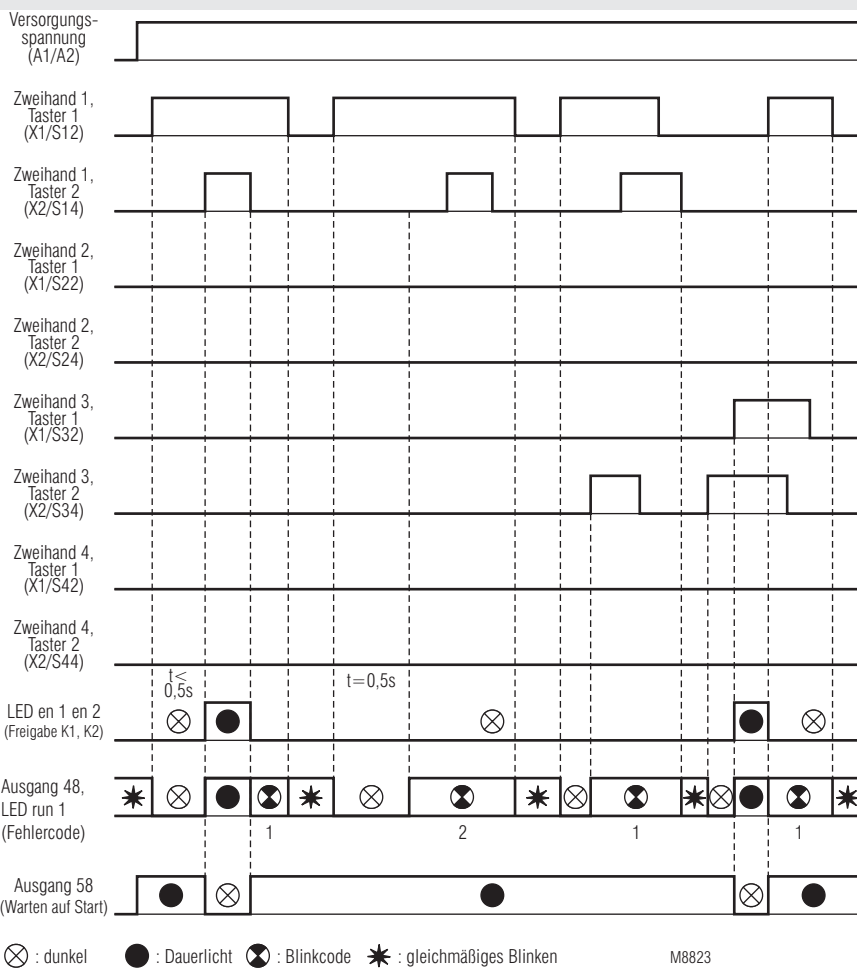 Versorgungs-
spannung
(A1/A2)
Zweihand 1,
Taster 1
(X1/S12)
Zweihand 1,
Taster 2
(X2/S14)
Zweihand 2,
Taster 1
(X1/S22)
Zweihand 2,
Taster 2
(X2/S24)
Zweihand 3,
Taster 1
(X1/S32)
Zweihand 3,
Taster 2
(X2/S34)
Zweihand 4,
Taster 1
(X1/S42)
Zweihand 4,
Taster 2
(X2/S44)
t<
0,5s
t=0,5s
LED en 1 en 2
(Freigabe K1, K2)
Ausgang 48,
LED run 1
(Fehlercode)
1
2
1
1
Ausgang 58
(Warten auf Start)
: dunkel
: Dauerlicht
: Blinkcode
: gleichmäßiges Blinken
M8823